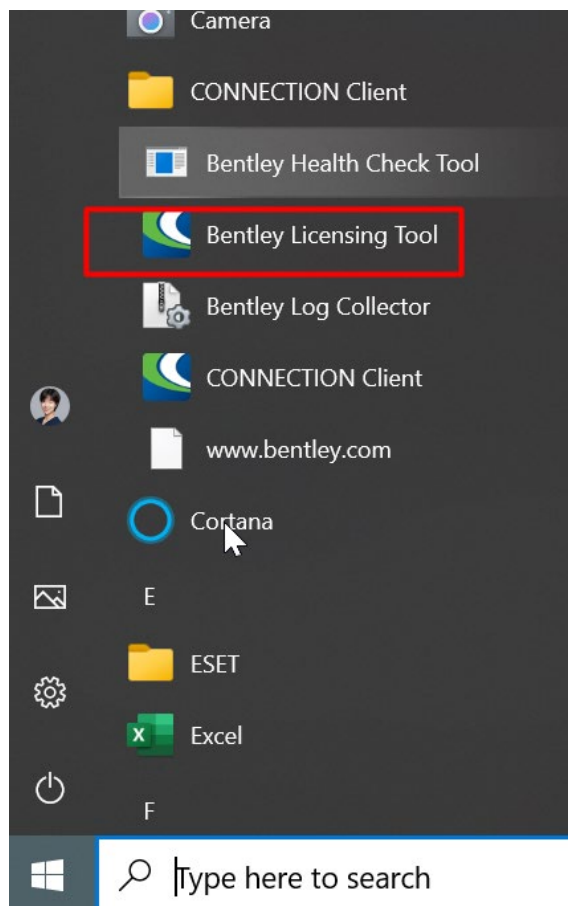 Camera
CONNECTION Client
Bentley Health Check Tool
Bentley Licensing Tool
Bentley Log Collector
CONNECTION Client
www.bentley.com
Cortana
E
ESET
Excel
F
Type here to search